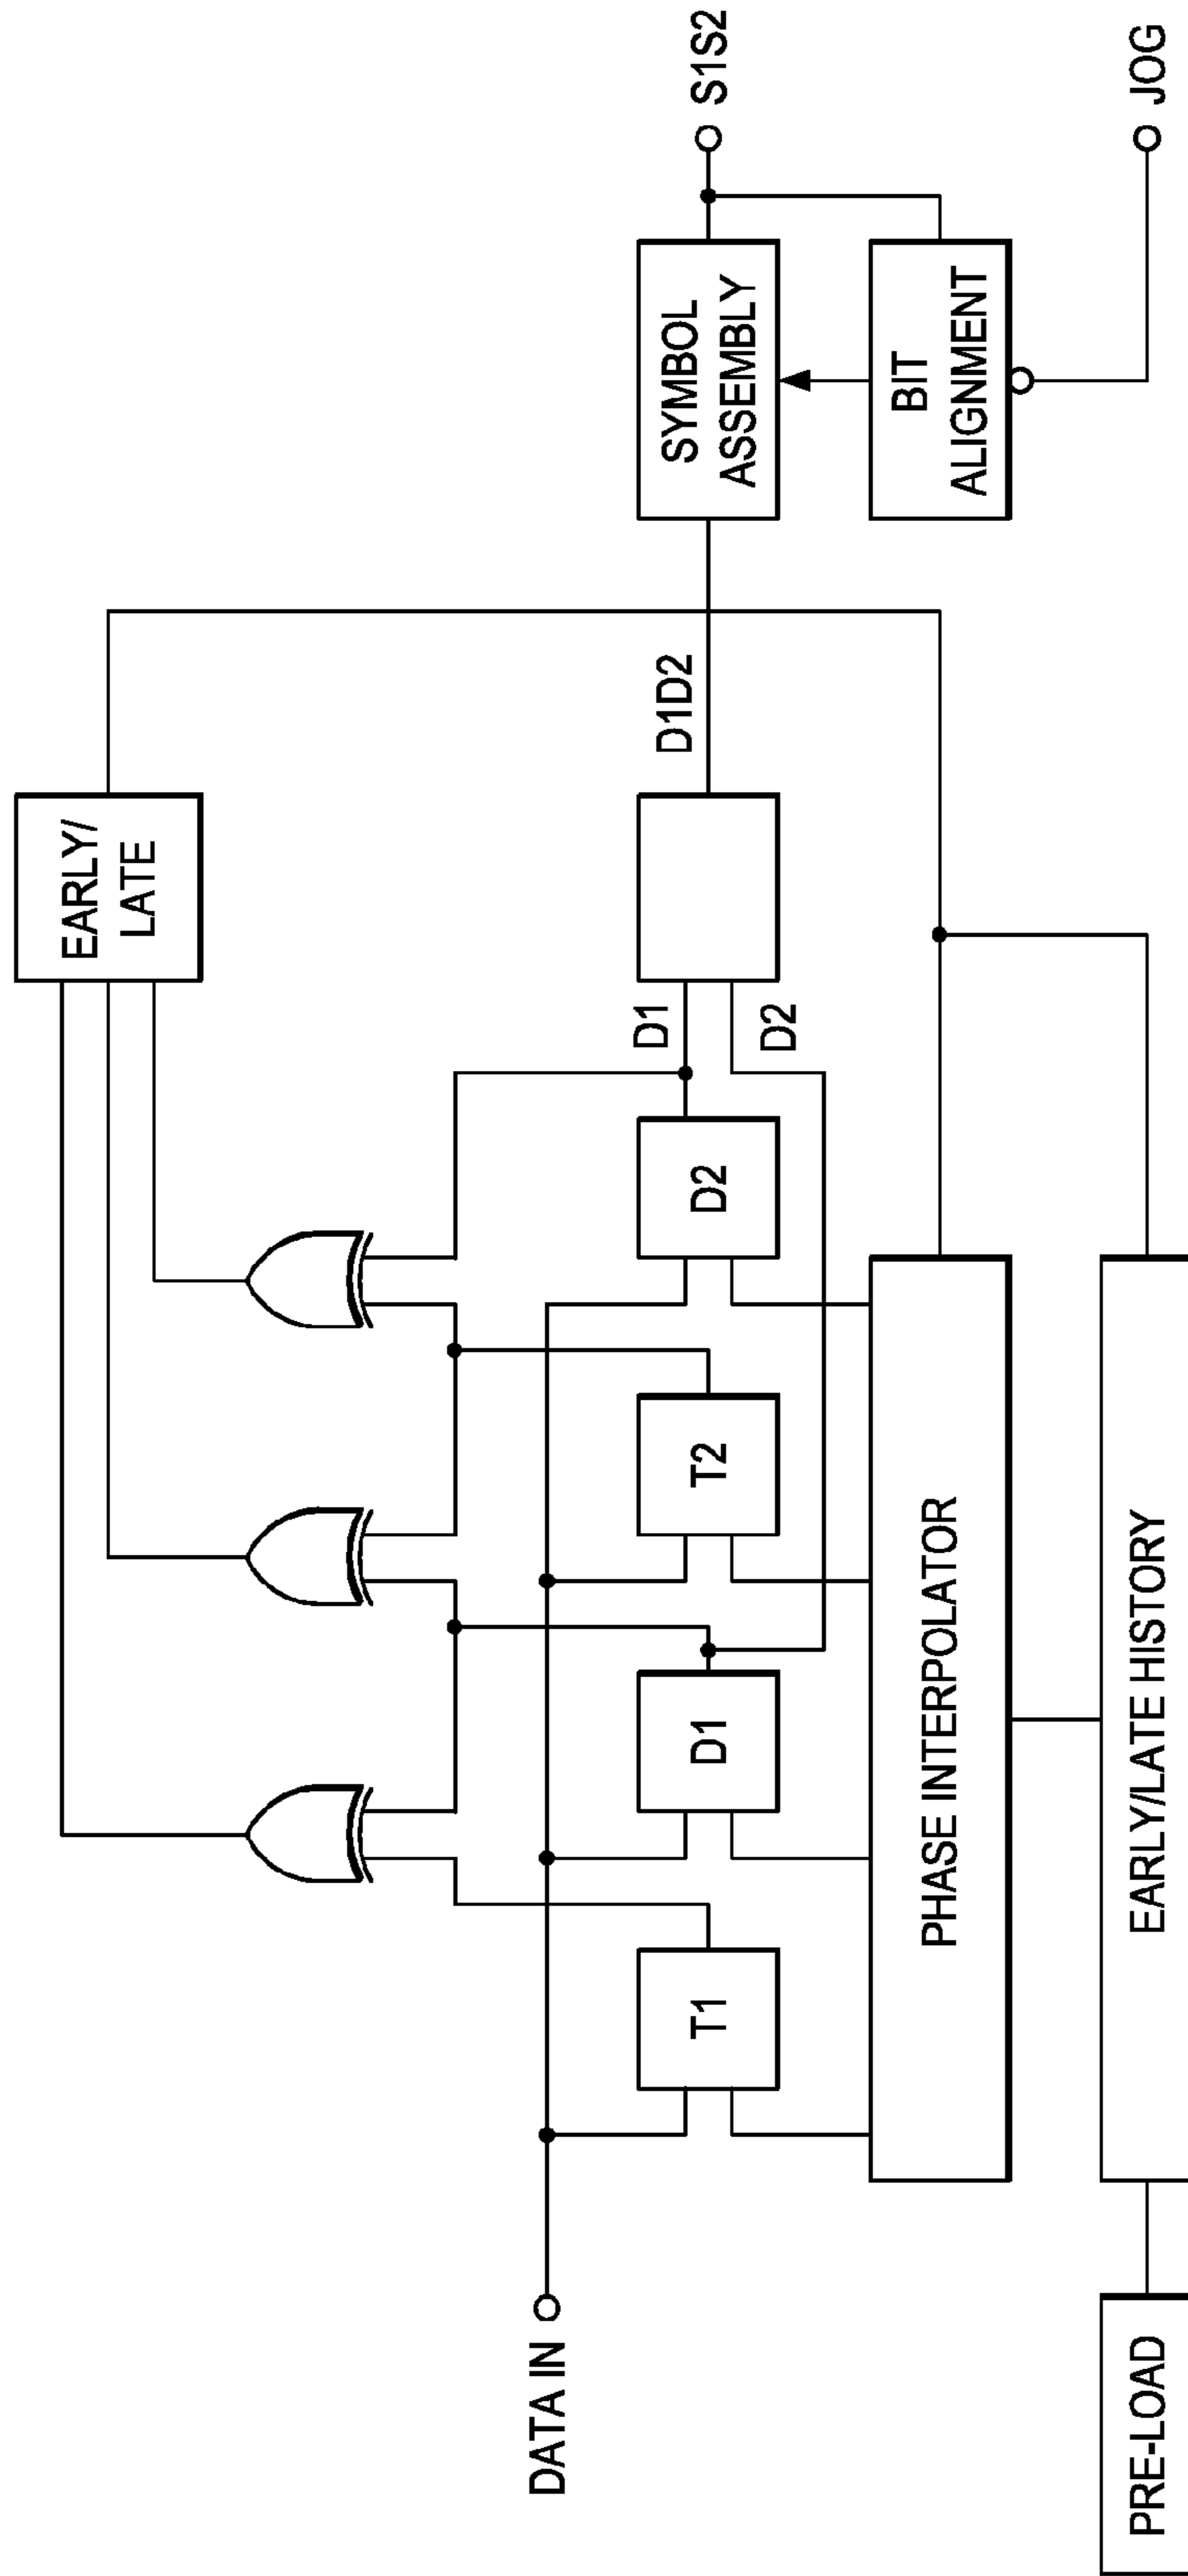 EARLY/
LATE
DATA IN
T1
D1
T2
D2
D1
D2
D1D2
SYMBOL
ASSEMBLY
S1S2
PHASE INTERPOLATOR
BIT
ALIGNMENT
PRE-LOAD
EARLY/LATE HISTORY
JOG